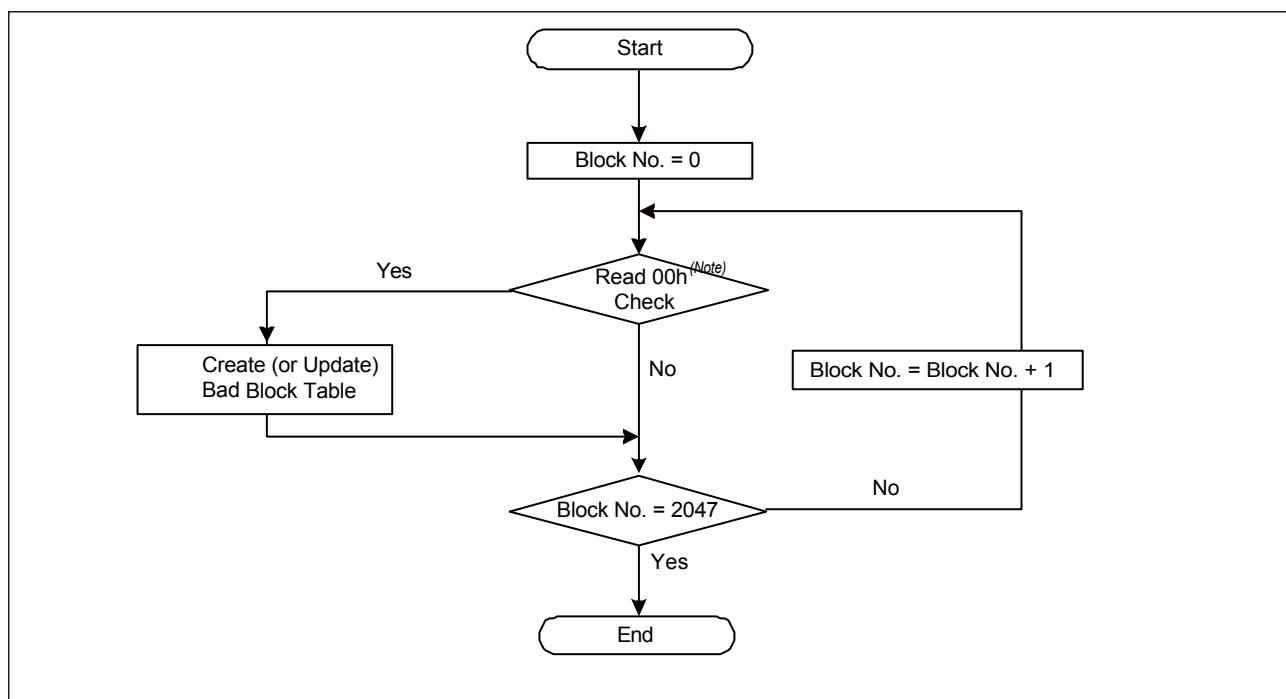 Start
Block No. = 0
Yes
Read 00h(Note)
Check
Create (or Update)
Bad Block Table
No
Block No. = Block No. + 1
No
Block No. = 2047
Yes
End